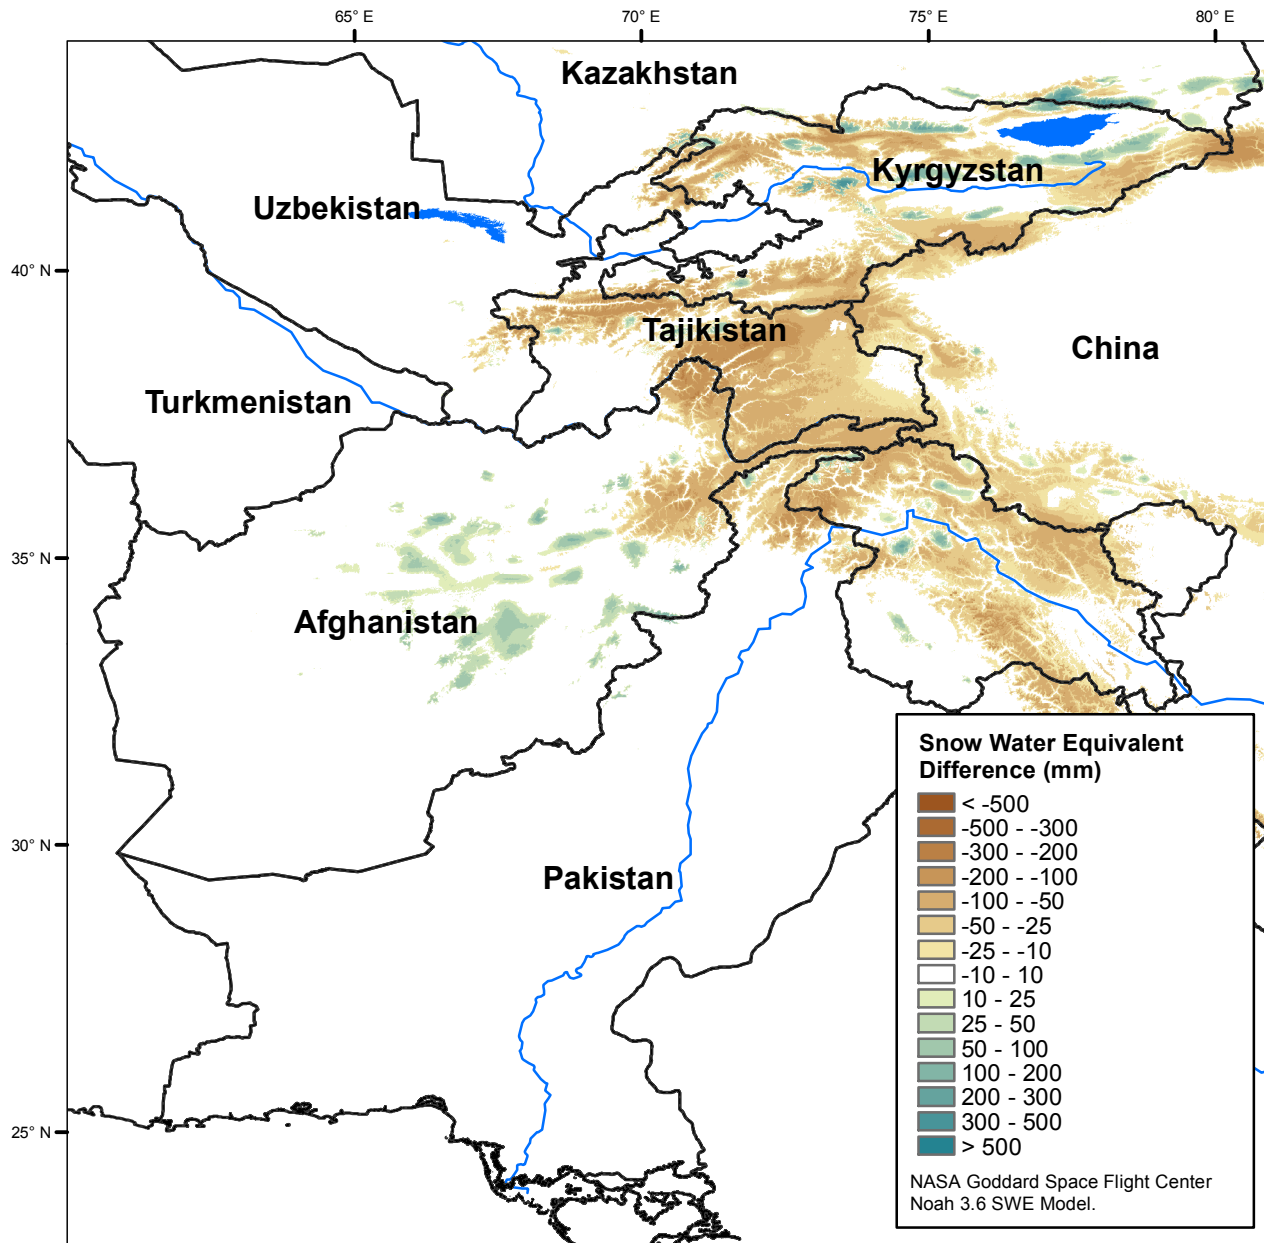 65° E
70° E
75° E
80° E
Kazakhstan
Kyrgyzstan
Uzbekistan
40° N
Tajikistan
China
Turkmenistan
35° N
Afghanistan
30° N
Pakistan
25° N
Snow Water Equivalent
Difference (mm)
< -500
-500 - -300
-300 - -200
-200 - -100
-100 - -50
-50 - -25
-25 - -10
-10 - 10
10 - 25
25 - 50
50 - 100
100 - 200
200 - 300
300 - 500
> 500
NASA Goddard Space Flight Center
Noah 3.6 SWE Model.